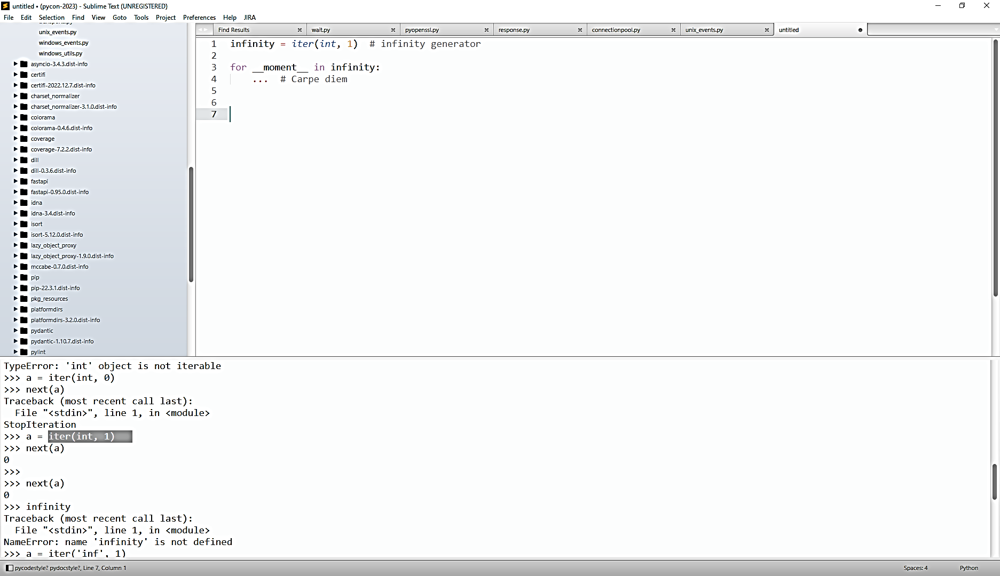 untitled • (pycon-2023) - Sublime Text (UNREGISTERED)
File Edit Selection Find View Goto Tools Project Preferences Help JIRA
unix_events.py
windows_events.py
windows_utils.py
asyncio-3.4.3.dist-info
certifi
certifi-2022.12.7.dist-info
charset_normalizer
charset_normalizer-3.1.0.dist-info
colorama
colorama-0.4.6.dist-info
coverage
coverage-7.2.2.dist-info
dill
dill-0.3.6.dist-info
fastapi
fastapi-0.95.0.dist-info
idna
idna-3.4.dist-info
isort
isort-5.12.0.dist-info
lazy_object_proxy
lazy_object_proxy-1.9.0.dist-info
mccabe-0.7.0.dist-info
pip
pip-22.3.1.dist-info
pkg_resources
platformdirs
platformdirs-3.2.0.dist-info
pydantic
pydantic-1.10.7.dist-info
pylint
Find Results wait.py pyopenssl.py response.py connectionpool.py unix_events.py untitled
1 infinity = iter(int, 1)  # infinity generator
2
3 for __moment__ in infinity:
4     ...  # Carpe diem
5
6
7
TypeError: 'int' object is not iterable
>>> a = iter(int, 0)
>>> next(a)
Traceback (most recent call last):
  File "<stdin>", line 1, in <module>
StopIteration
>>> a = iter(int, 1)
>>> next(a)
0
>>>
>>> next(a)
0
>>> infinity
Traceback (most recent call last):
  File "<stdin>", line 1, in <module>
NameError: name 'infinity' is not defined
>>> a = iter('inf', 1)
pycodestyle? pydocstyle?, Line 7, Column 1
Spaces: 4 Python